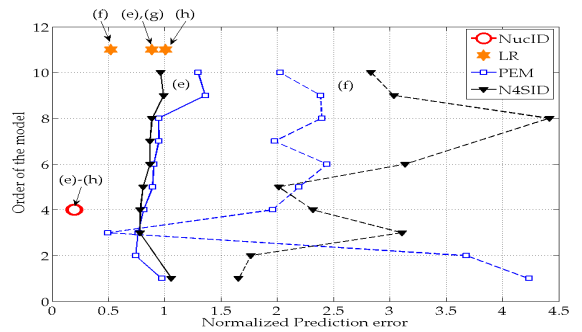 (f) (e),(g) (h)
NucID
LR
PEM
N4SID
(e)
(f)
(e)-(h)
Order of the model
12
10
8
6
4
2
0
0 0.5 1 1.5 2 2.5 3 3.5 4 4.5
Normalized Prediction error